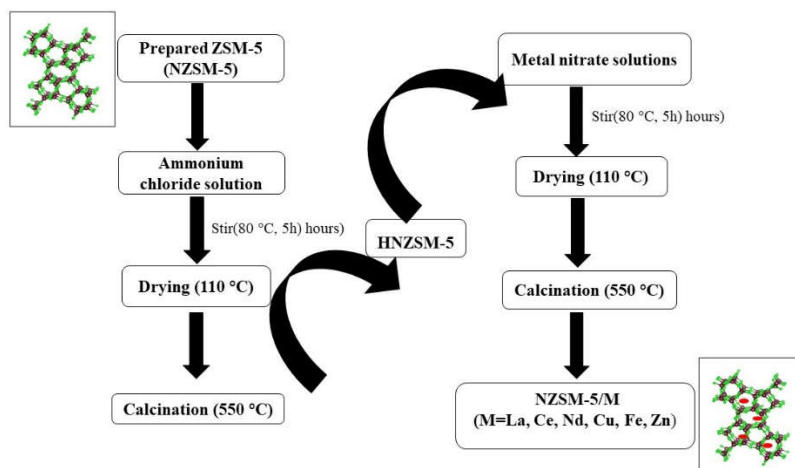 Prepared ZSM-5
(NZSM-5)
Ammonium
chloride solution
Stir(80 °C, 5h) hours)
Drying (110 °C)
Calcination (550 °C)
HNZSM-5
Metal nitrate solutions
Stir(80 °C, 5h) hours)
Drying (110 °C)
Calcination (550 °C)
NZSM-5/M
(M=La, Ce, Nd, Cu, Fe, Zn)